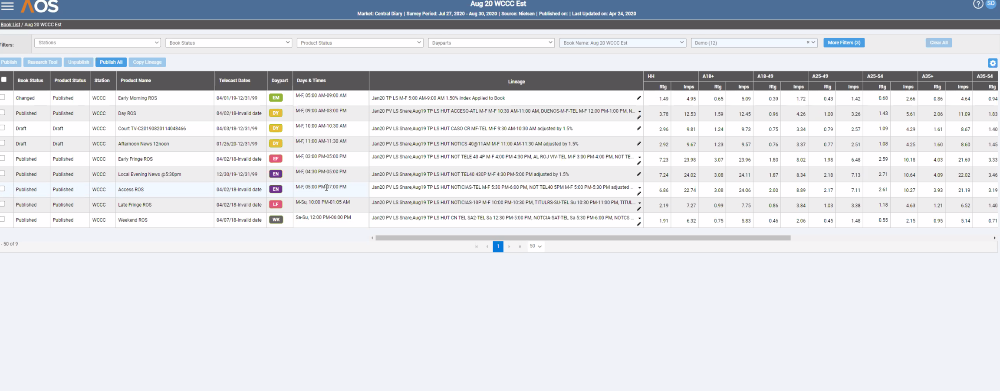 AOS
Aug 20 WCCC Est
? SO
Market: Central Diary | Survey Period: Jul 27, 2020 - Aug 30, 2020 | Source: Nielsen | Published on: | Last Updated on: Apr 24, 2020
Book List / Aug 20 WCCC Est
Filters: Stations Book Status Product Status Dayparts Book Name: Aug 20 WCCC Est Demo (12) × More Filters (3) Clear All
Publish Research Tool Unpublish Publish All Copy Lineage
Book Status Product Status Station Product Name Telecast Dates Daypart Days & Times Lineage HH A18+ A18-49 A25-49 A25-54 A35+ A35-54
Rtg Imps Rtg Imps Rtg Imps Rtg Imps Rtg Imps Rtg Imps Rtg
Changed Published WCCC Early Morning ROS 04/01/19-12/31/99 EM M-F, 05:00 AM-09:00 AM Jan20 TP LS M-F 5:00 AM-9:00 AM 1.50% Index Applied to Book 1.49 4.95 0.65 5.09 0.39 1.72 0.43 1.42 0.68 2.66 0.86 4.64 0.94
Published Published WCCC Day ROS 04/02/18-Invalid date DY M-F, 09:00 AM-03:00 PM Jan20 PV LS Share,Aug19 TP LS HUT ACCESO-ATL M-F M-F 10:30 AM-11:00 AM, DUENOS-M-F-TEL M-F 12:00 PM-1:00 PM, N... 3.78 12.53 1.59 12.45 0.96 4.26 1.00 3.26 1.43 5.61 2.06 11.09 1.83
Draft Draft WCCC Court TV-C20190820114048466 04/03/18-12/31/99 DY M-F, 10:00 AM-10:30 AM Jan20 PV LS Share,Aug19 TP LS HUT CASO CR MF-TEL M-F 9:30 AM-10:30 AM adjusted by 1.5% 2.96 9.81 1.24 9.73 0.75 3.34 0.79 2.57 1.09 4.29 1.61 8.67 1.40
Draft Draft WCCC Afternoon News 12noon 01/26/20-12/31/99 DY M-F, 11:00 AM-11:30 AM Jan20 PV LS Share,Aug19 TP LS HUT NOTICS 40@11AM M-F 11:00 AM-11:30 AM adjusted by 1.5% 2.92 9.67 1.23 9.57 0.76 3.37 0.77 2.51 1.08 4.25 1.60 8.60 1.45
Published Published WCCC Early Fringe ROS 04/02/18-Invalid date EF M-F, 03:00 PM-05:00 PM Jan20 PV LS Share,Aug19 TP LS HUT NOT TELE 40 4P M-F 4:00 PM-4:30 PM, AL ROJ VIV-TEL M-F 3:00 PM-4:00 PM, NOT TE... 7.23 23.98 3.07 23.96 1.80 8.02 1.98 6.48 2.59 10.18 4.03 21.69 3.33
Published Published WCCC Local Evening News @5:30pm 12/30/19-12/31/99 EN M-F, 04:30 PM-05:00 PM Jan20 PV LS Share,Aug19 TP LS HUT NOT TEL40 430P M-F 4:30 PM-5:00 PM adjusted by 1.5% 7.24 24.02 3.08 24.11 1.87 8.34 2.18 7.13 2.71 10.64 4.09 22.02 3.46
Published Published WCCC Access ROS 04/02/18-Invalid date EN M-F, 05:00 PM-07:00 PM Jan20 PV LS Share,Aug19 TP LS HUT NOTICIAS-TEL M-F 5:30 PM-6:00 PM, NOT TEL40 5PM M-F 5:00 PM-5:30 PM adjusted ... 6.86 22.74 3.08 24.06 2.00 8.89 2.17 7.11 2.61 10.27 3.93 21.19 3.19
Published Published WCCC Late Fringe ROS 04/02/18-Invalid date LF M-Su, 10:00 PM-01:05 AM Jan20 PV LS Share,Aug19 TP LS HUT NOTICIAS-10P M-F 10:00 PM-10:30 PM, TITULRS-SU-TEL Su 10:30 PM-11:00 PM, TITUL... 2.19 7.27 0.99 7.75 0.86 3.84 1.03 3.38 1.18 4.63 1.21 6.52 1.40
Published Published WCCC Weekend ROS 04/07/18-Invalid date WK Sa-Su, 12:00 PM-06:00 PM Jan20 PV LS Share,Aug19 TP LS HUT CN TEL SA2-TEL Sa 12:30 PM-5:00 PM, NOTCIA-SAT-TEL Sa 5:30 PM-6:00 PM, NOTCS ... 1.91 6.32 0.75 5.83 0.46 2.06 0.45 1.48 0.55 2.15 0.95 5.14 0.71
- 50 of 9 1 50